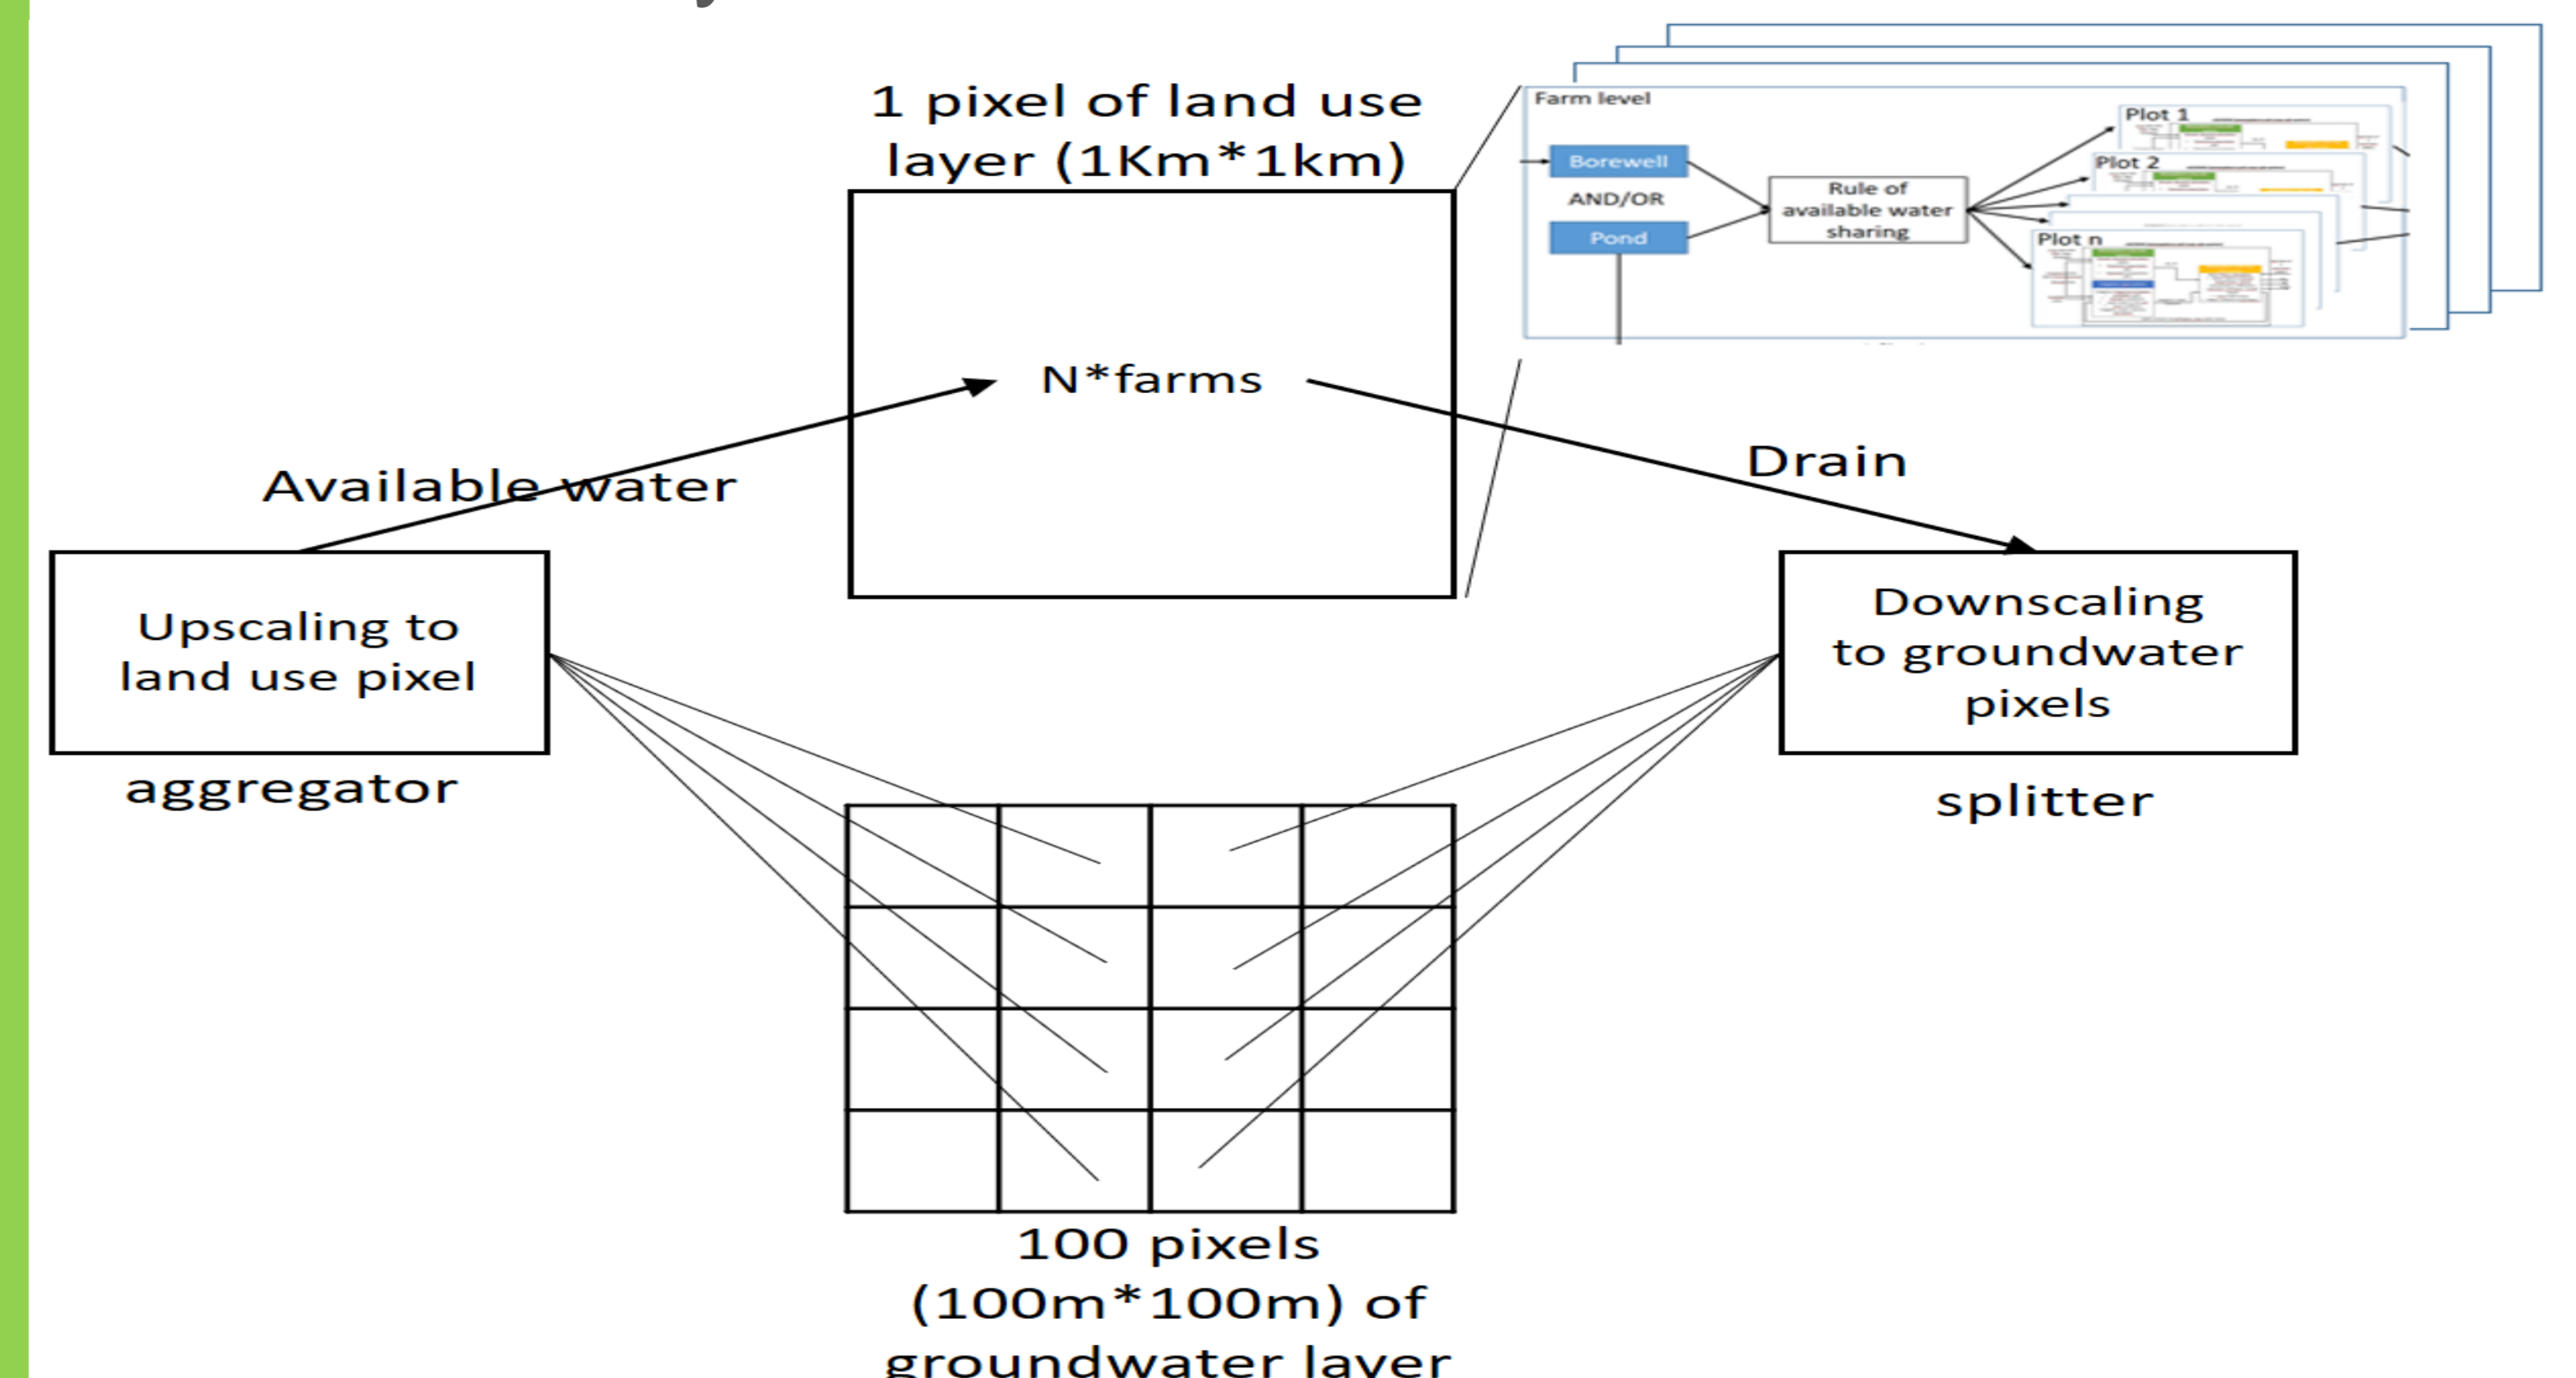 1 pixel of land use
layer (1Km*1km)
Farm level
Borewell
AND/OR
Pond
Rule of
available water
sharing
Plot 1
Plot 2
Plot n
N*farms
Available water
Drain
Upscaling to
land use pixel
aggregator
Downscaling
to groundwater
pixels
splitter
100 pixels
(100m*100m) of
groundwater layer